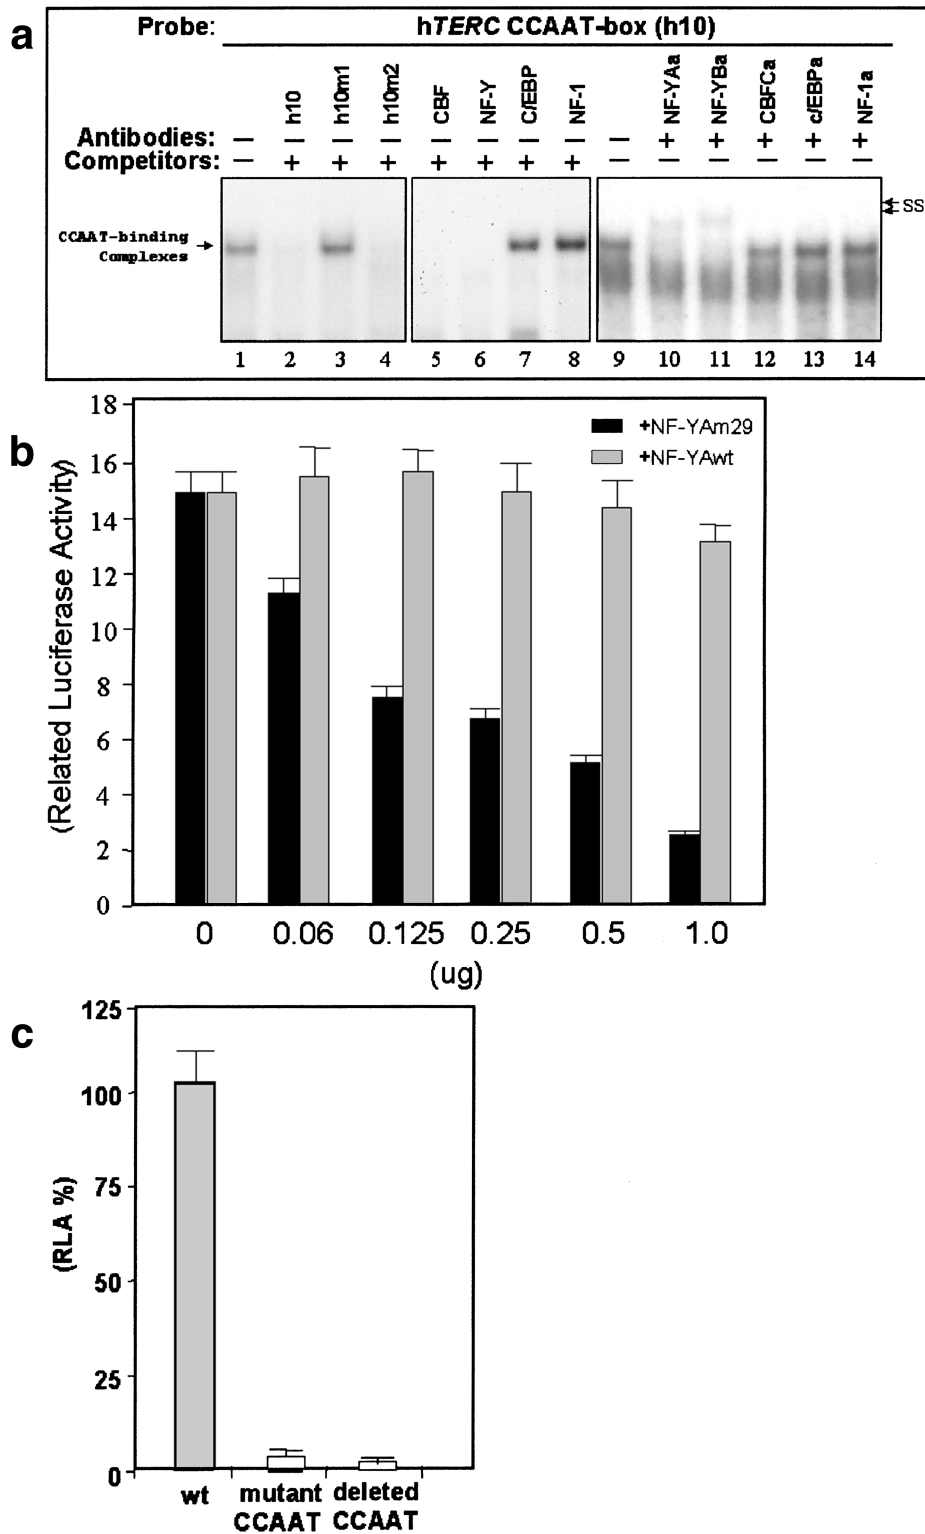 a
Probe: hTERC CCAAT-box (h10)
h10 h10m1 h10m2 CBF NF-Y C/EBP NF-1 NF-YAa NF-YBa CBFCa c/EBPa NF-1a
Antibodies: – – – – – – – – – + + + + +
Competitors: – + + + + + + + – – – – – –
SS
CCAAT-binding
Complexes
1 2 3 4 5 6 7 8 9 10 11 12 13 14
b
18
16
14
12
10
8
6
4
2
0
(Related Luciferase Activity)
+NF-YAm29
+NF-YAwt
0 0.06 0.125 0.25 0.5 1.0
(ug)
c
125
100
75
50
25
0
(RLA %)
wt mutant deleted
CCAAT CCAAT